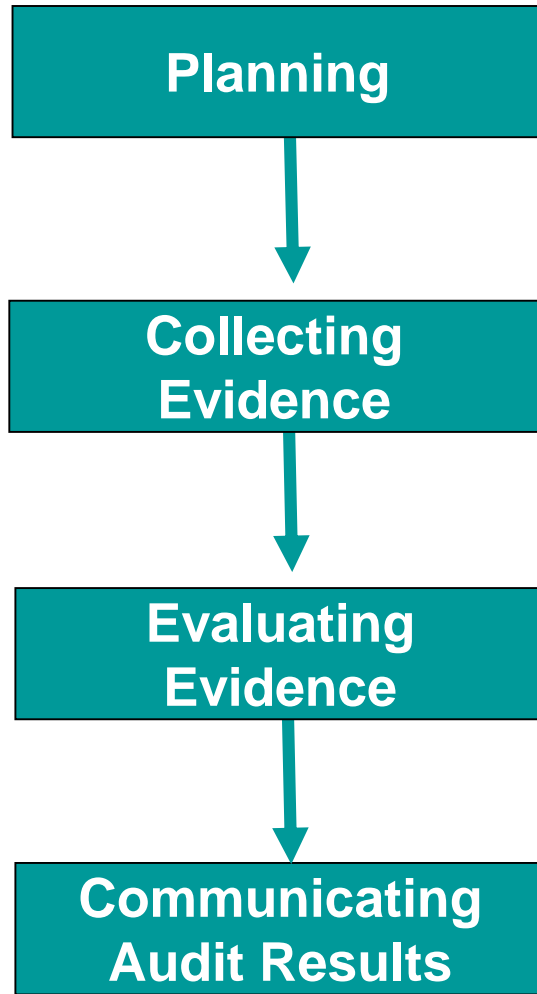 Planning
Collecting
Evidence
Evaluating
Evidence
Communicating
Audit Results